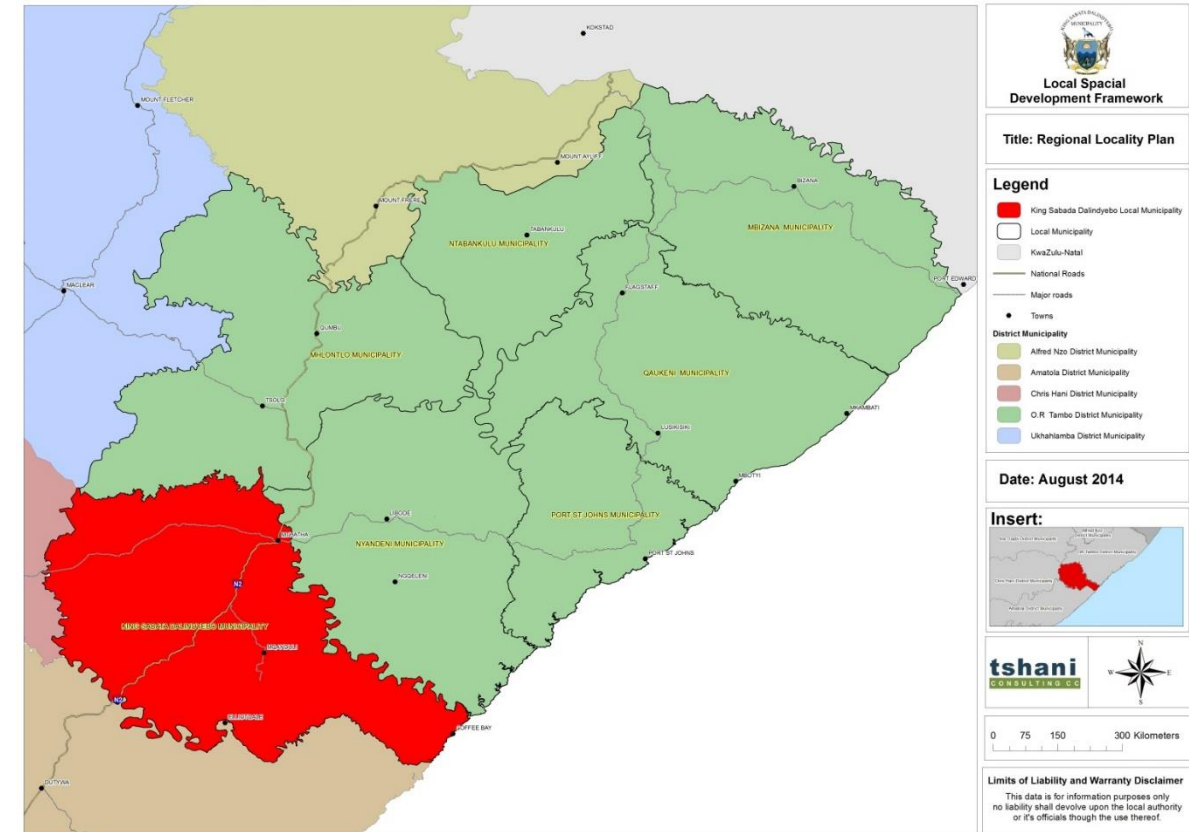 KOKSTAD
MOUNT FLETCHER
MOUNT AYLIFF
BIZANA
MOUNT FRERE
MBIZANA MUNICIPALITY
TABANKULU
NTABANKULU MUNICIPALITY
PORT EDWARD
MACLEAR
FLAGSTAFF
QUMBU
MHLONTLO MUNICIPALITY
QAUKENI MUNICIPALITY
TSOLO
MKAMBATI
LUSIKISIKI
MBOTYI
LIBODE
PORT ST JOHNS MUNICIPALITY
MTHATHA
NYANDENI MUNICIPALITY
PORT ST JOHNS
NGQELENI
N2
KING SABATA DALINDYEBO MUNICIPALITY
MQANDULI
N2
ELLIOTDALE
COFFEE BAY
DUTYWA
KING SABATA DALINDYEBO
MUNICIPALITY
Local Spacial
Development Framework
Title: Regional Locality Plan
Legend
King Sabada Dalindyebo Local Municipality
Local Municipality
KwaZulu-Natal
National Roads
Major roads
Towns
District Municipality
Alfred Nzo District Municipality
Amatola District Municipality
Chris Hani District Municipality
O.R Tambo District Municipality
Ukhahlamba District Municipality
Date: August 2014
Insert:
tshani
CONSULTING CC
N
W
E
S
0 75 150 300 Kilometers
Limits of Liability and Warranty Disclaimer
This data is for information purposes only
no liability shall devolve upon the local authority
or it's officials though the use thereof.